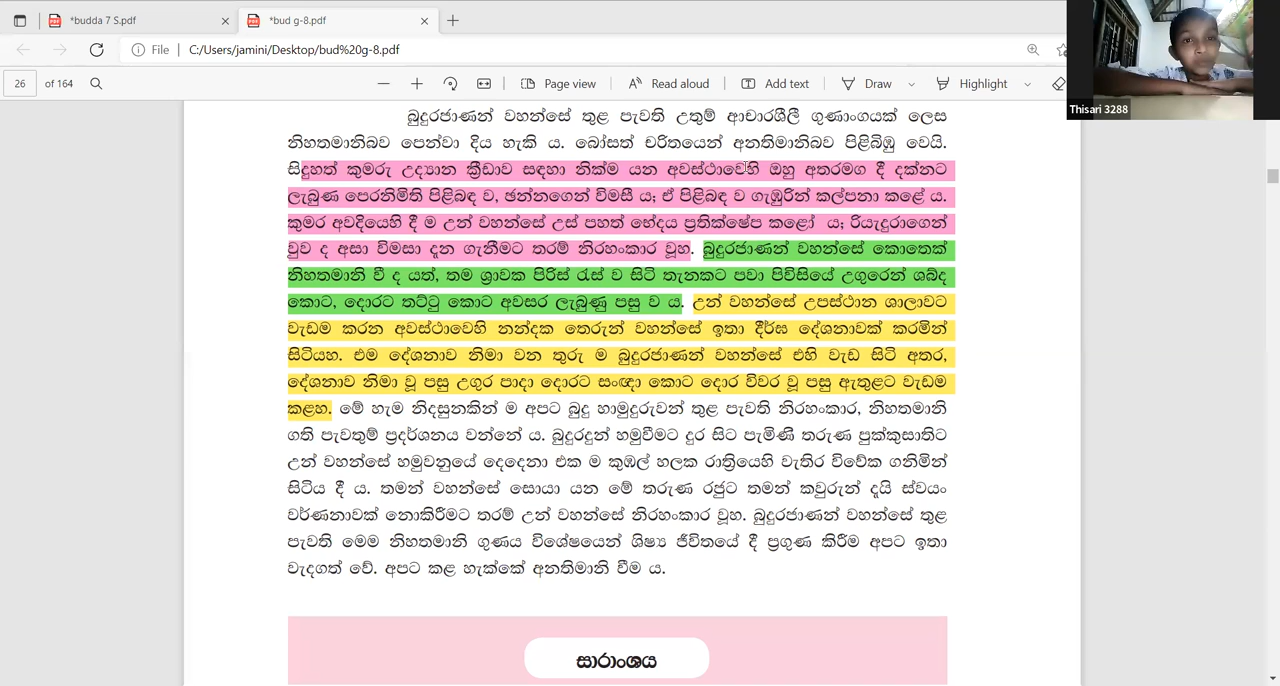 *budda 7 S.pdf
*bud g-8.pdf
File C:/Users/jamini/Desktop/bud%20g-8.pdf
26 of 164 Page view Read aloud Add text Draw Highlight
Thisari 3288
බුදුරජාණන් වහන්සේ තුළ පැවති උතුම් ආචාරශීලී ගුණාංගයක් ලෙස
නිහතමානිබව පෙන්වා දිය හැකි ය. බෝසත් චරිතයෙන් අනතිමානිබව පිළිබිඹු වෙයි.
සිදුහත් කුමරු උද්‍යාන ක්‍රීඩාව සඳහා නික්ම යන අවස්ථාවෙහි ඔහු අතරමග දී දක්නට
ලැබුණ පෙරනිමිති පිළිබඳ ව, ඡන්නගෙන් විමසී ය; ඒ පිළිබඳ ව ගැඹුරින් කල්පනා කළේ ය.
කුමර අවදියෙහි දී ම උන් වහන්සේ උස් පහත් භේදය ප්‍රතික්ෂේප කළෝ ය; රියැදුරාගෙන්
වුව ද අසා විමසා දැන ගැනීමට තරම් නිරහංකාර වූහ. බුදුරජාණන් වහන්සේ කොතෙක්
නිහතමානි වී ද යත්, තම ශ්‍රාවක පිරිස් රැස් ව සිටි තැනකට පවා පිවිසියේ උගුරෙන් ශබ්ද
කොට, දොරට තට්ටු කොට අවසර ලැබුණු පසු ව ය. උන් වහන්සේ උපස්ථාන ශාලාවට
වැඩම කරන අවස්ථාවෙහි නන්දක තෙරුන් වහන්සේ ඉතා දීර්ඝ දේශනාවක් කරමින්
සිටියහ. එම දේශනාව නිමා වන තුරු ම බුදුරජාණන් වහන්සේ එහි වැඩ සිටි අතර,
දේශනාව නිමා වූ පසු උගුර පාදා දොරට සංඥා කොට දොර විවර වූ පසු ඇතුළට වැඩම
කළහ. මේ හැම නිදසුනකින් ම අපට බුදු හාමුදුරුවන් තුළ පැවති නිරහංකාර, නිහතමානි
ගති පැවතුම් ප්‍රදර්ශනය වන්නේ ය. බුදුරදුන් හමුවීමට දුර සිට පැමිණි තරුණ පුක්කුසාතිට
උන් වහන්සේ හමුවනුයේ දෙදෙනා එක ම කුඹල් හලක රාත්‍රියෙහි වැතිර විවේක ගනිමින්
සිටිය දී ය. තමන් වහන්සේ සොයා යන මේ තරුණ රජුට තමන් කවුරුන් දැයි ස්වයං
වර්ණනාවක් නොකිරීමට තරම් උන් වහන්සේ නිරහංකාර වූහ. බුදුරජාණන් වහන්සේ තුළ
පැවති මෙම නිහතමානි ගුණය විශේෂයෙන් ශිෂ්‍ය ජීවිතයේ දී ප්‍රගුණ කිරීම අපට ඉතා
වැදගත් වේ. අපට කළ හැක්කේ අනතිමානි වීම ය.
සාරාංශය